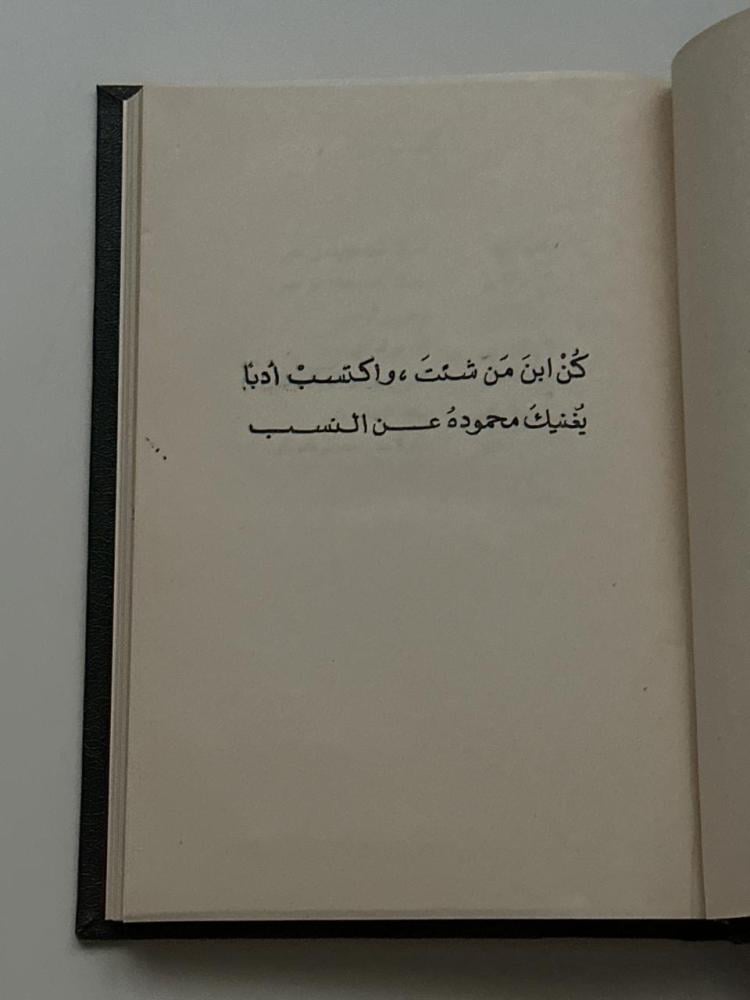 كُنْ ابنَ مَن شئتَ ، واكتسبْ أدبًا
يُغنيكَ محمودهُ عن النسب